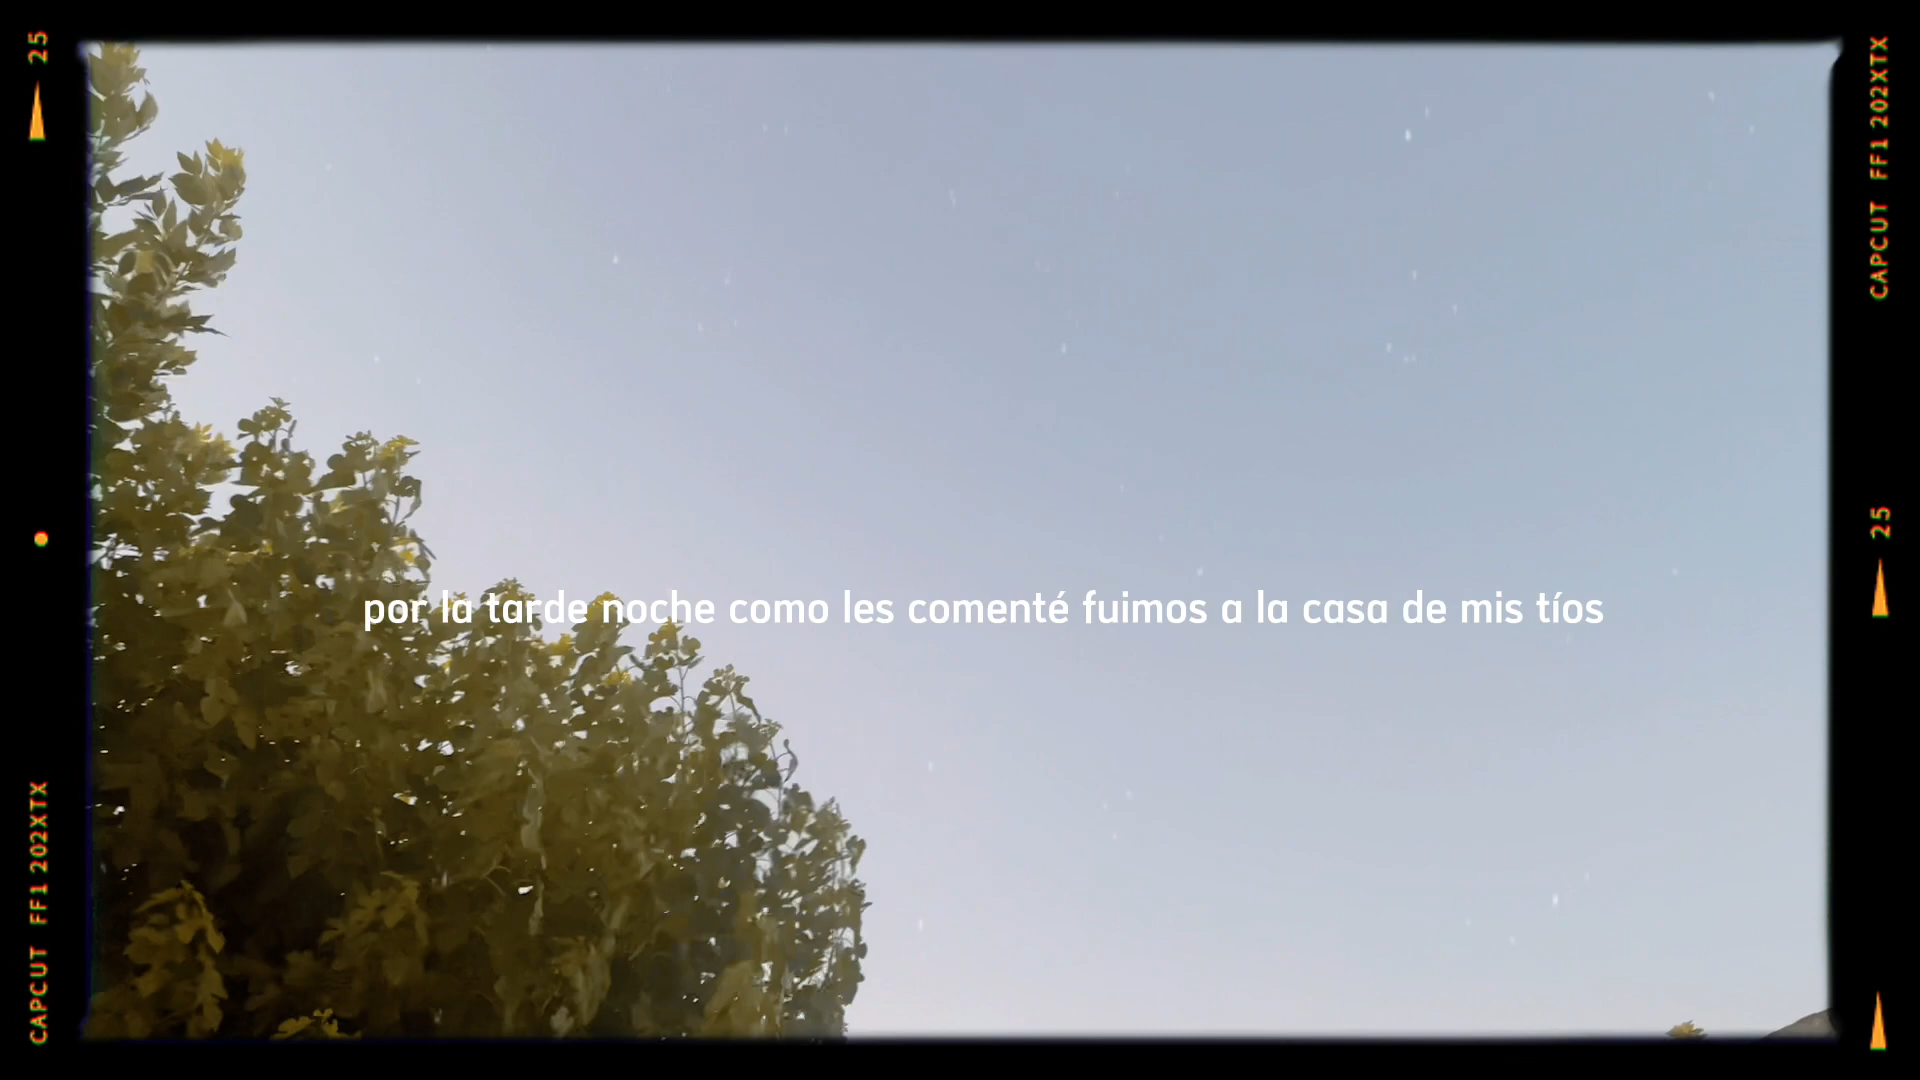 25
CAPCUT FF1 202XTX
por la tarde noche como les comenté fuimos a la casa de mis tíos
CAPCUT FF1 202XTX
25